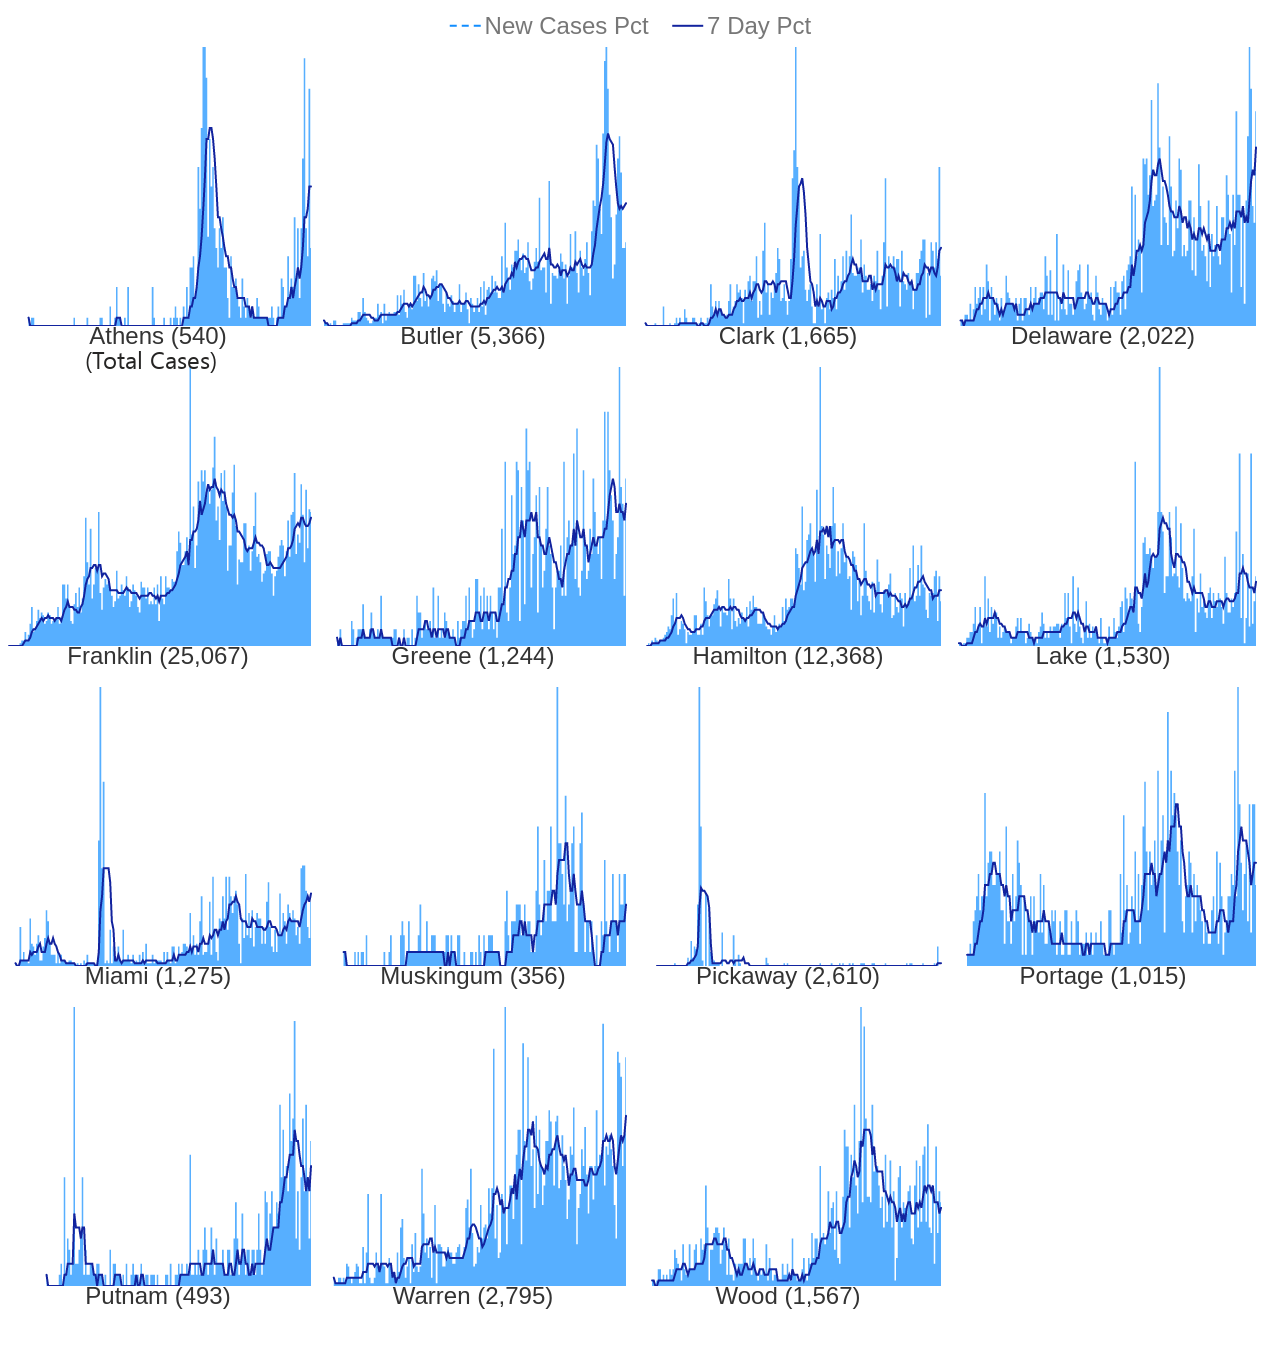 New Cases Pct 7 Day Pct
Athens (540) Butler (5,366) Clark (1,665) Delaware (2,022)
(Total Cases)
Franklin (25,067) Greene (1,244) Hamilton (12,368) Lake (1,530)
Miami (1,275) Muskingum (356) Pickaway (2,610) Portage (1,015)
Putnam (493) Warren (2,795) Wood (1,567)